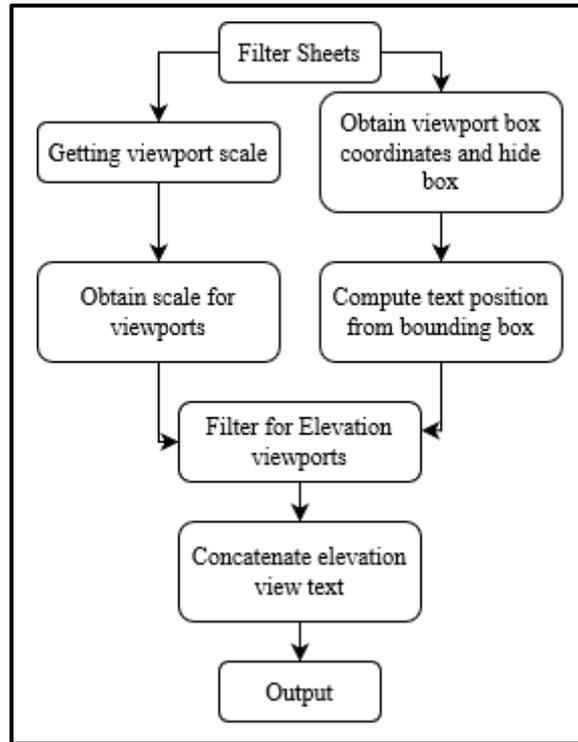 Filter Sheets
Getting viewport scale
Obtain viewport box
coordinates and hide
box
Obtain scale for
viewports
Compute text position
from bounding box
Filter for Elevation
viewports
Concatenate elevation
view text
Output